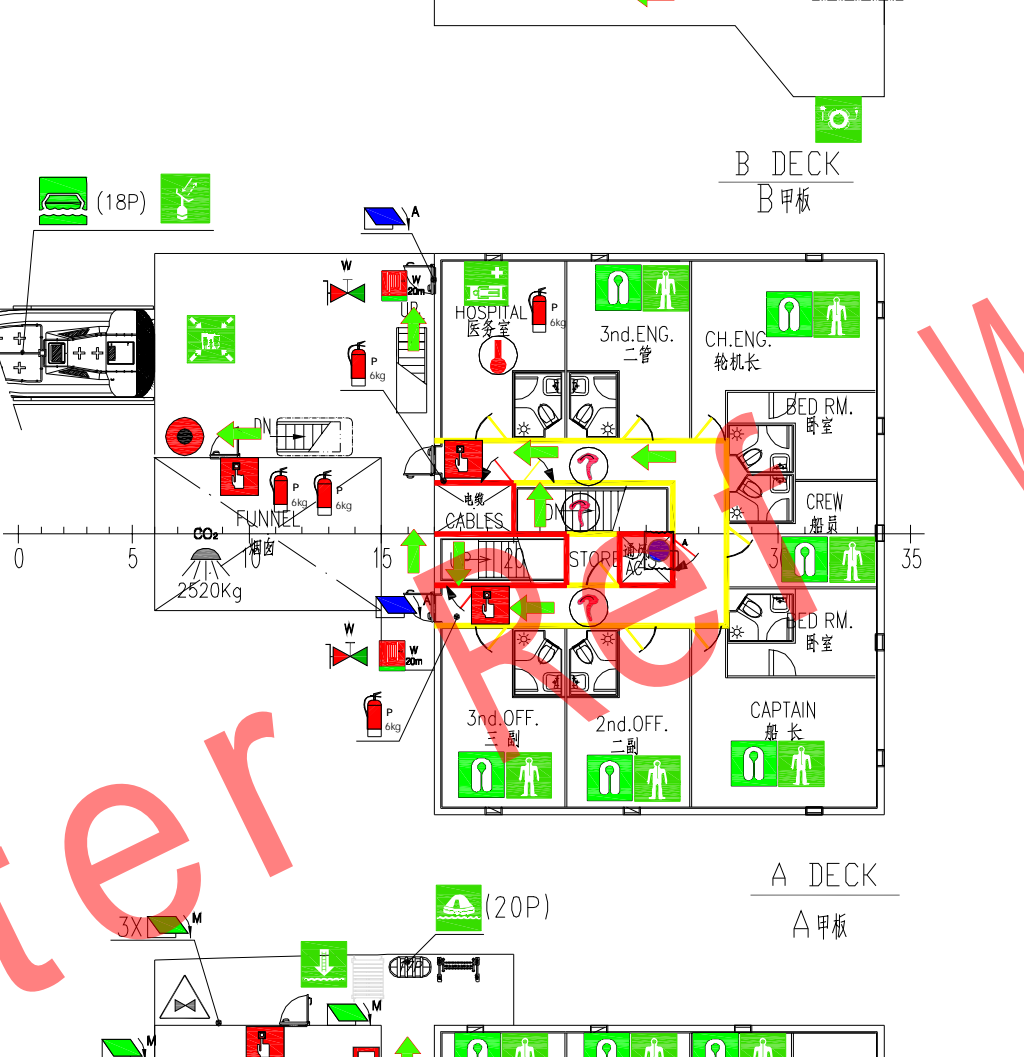 B DECK
B甲板
(18P)
A
W
W
20m
UP
HOSPITAL
医务室
P
6kg
3nd.ENG.
二管
CH.ENG.
轮机长
P
6kg
BED RM.
卧室
DN
P
6kg
P
6kg
电缆
CABLES
DN
CREW
船员
FUNNEL
烟囱
CO₂
2520Kg
0
5
10
15
20
30
35
STORE
AC
A
A
BED RM.
卧室
W
W
20m
P
6kg
3nd.OFF.
三副
2nd.OFF.
二副
CAPTAIN
船 长
A DECK
A甲板
3X
M
(20P)
M
M